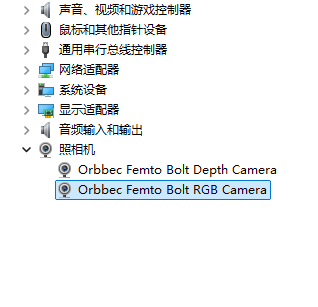 声音、视频和游戏控制器
鼠标和其他指针设备
通用串行总线控制器
网络适配器
系统设备
显示适配器
音频输入和输出
照相机
Orbbec Femto Bolt Depth Camera
Orbbec Femto Bolt RGB Camera